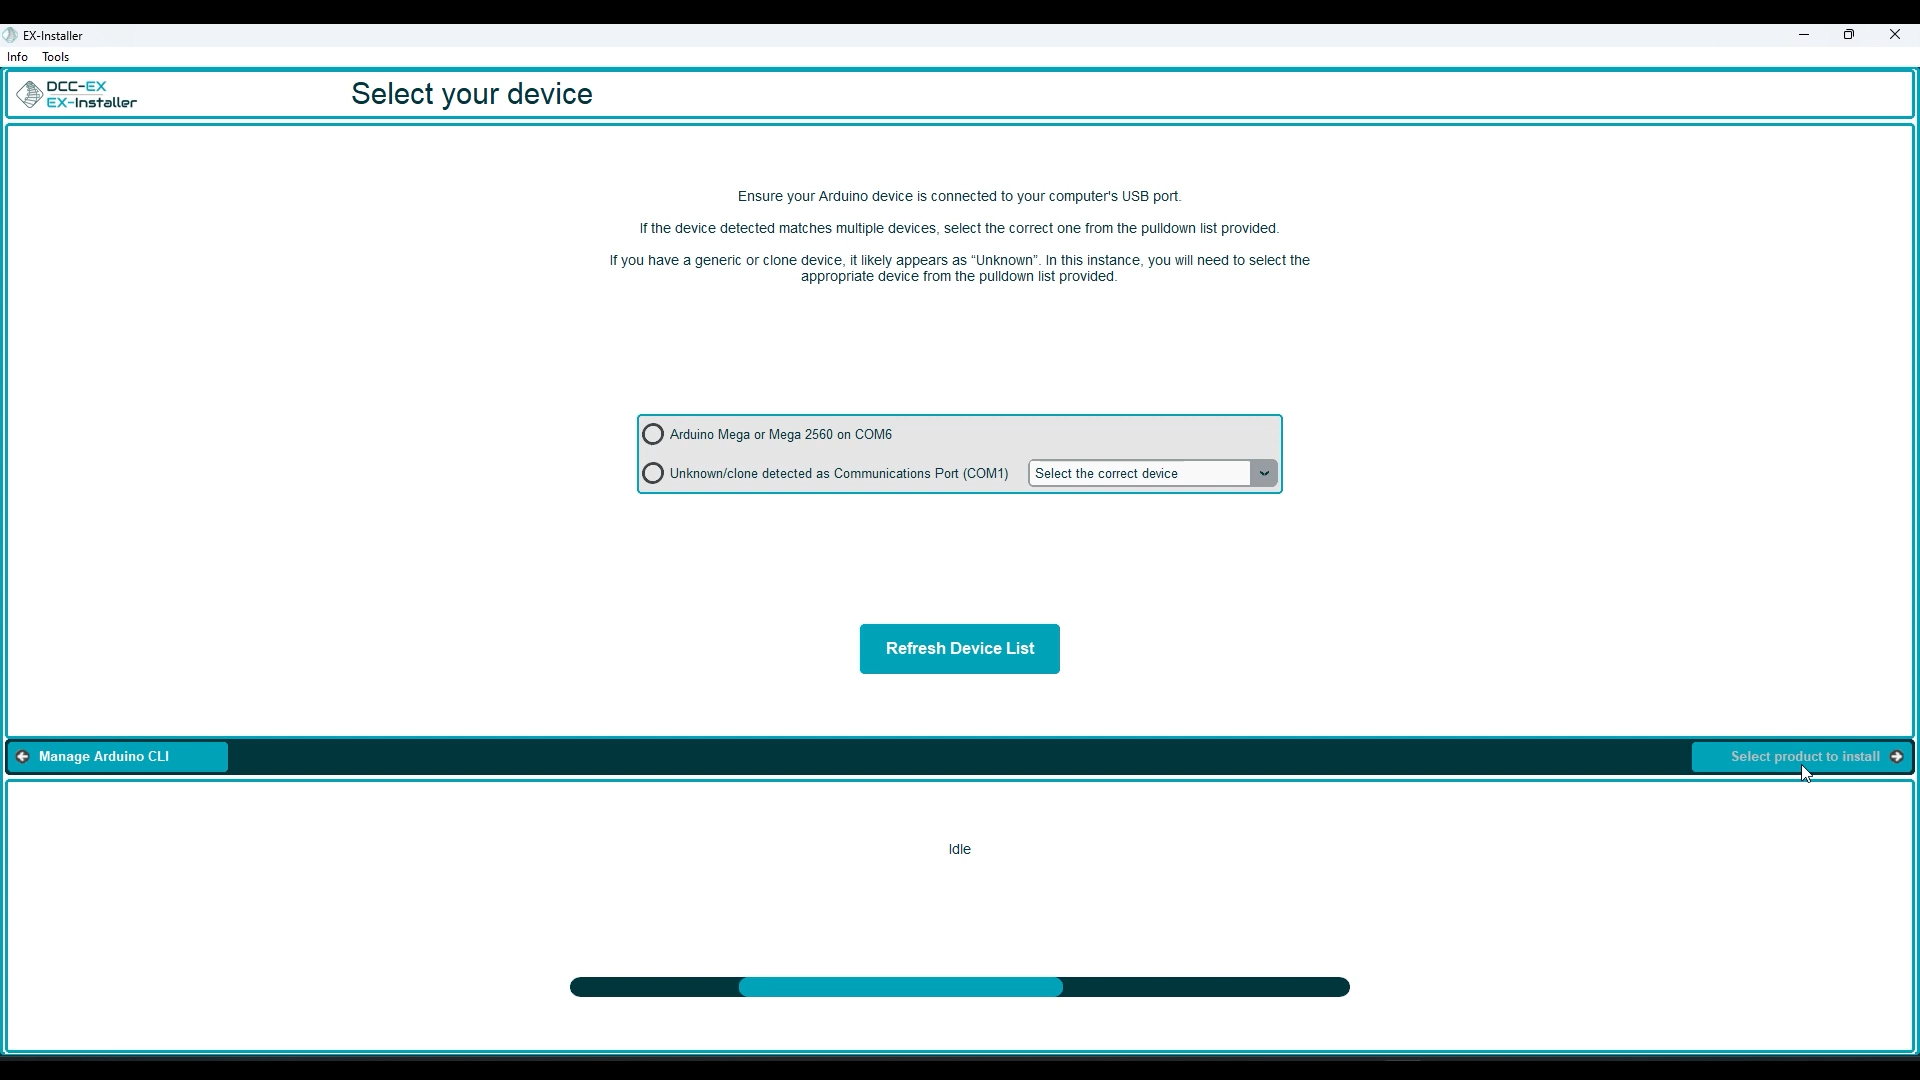 EX-Installer
Info Tools
DCC-EX
EX-Installer
Select your device
Ensure your Arduino device is connected to your computer's USB port.
If the device detected matches multiple devices, select the correct one from the pulldown list provided.
If you have a generic or clone device, it likely appears as “Unknown”. In this instance, you will need to select the
appropriate device from the pulldown list provided.
Arduino Mega or Mega 2560 on COM6
Unknown/clone detected as Communications Port (COM1) Select the correct device
Refresh Device List
Manage Arduino CLI Select product to install
Idle